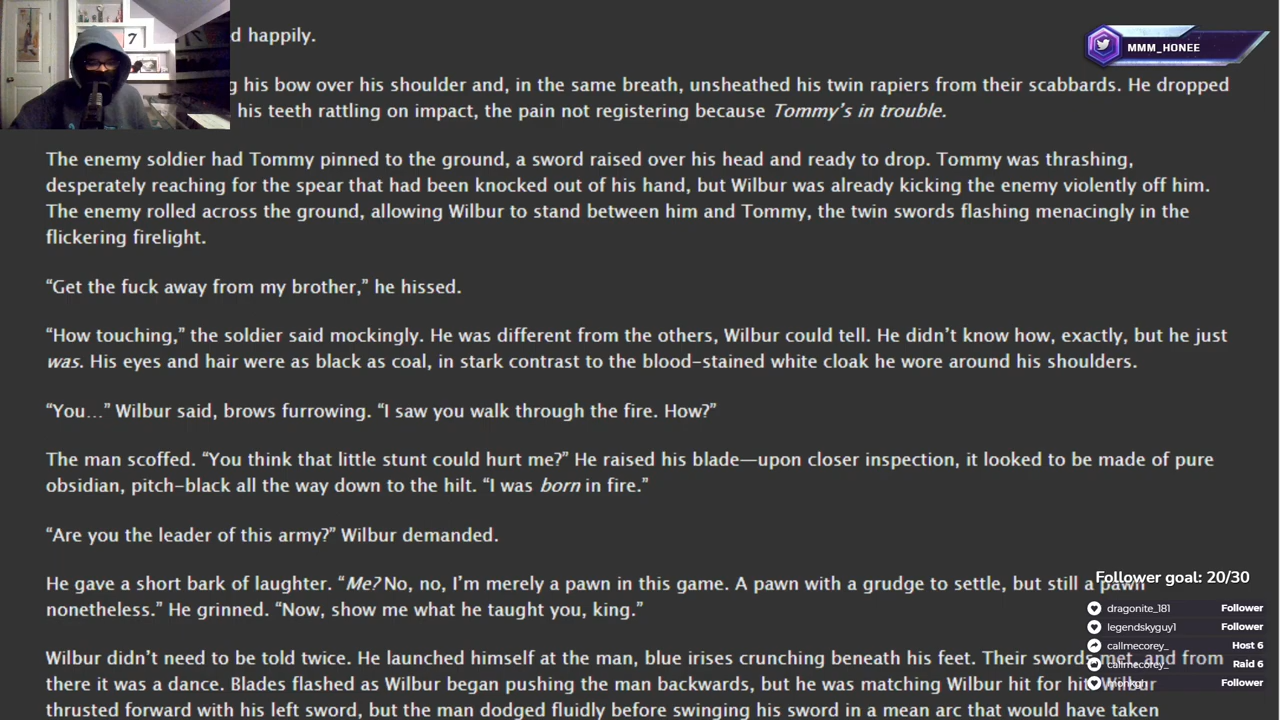 d happily.
7
MMM_HONEE
g his bow over his shoulder and, in the same breath, unsheathed his twin rapiers from their scabbards. He dropped
his teeth rattling on impact, the pain not registering because Tommy's in trouble.
The enemy soldier had Tommy pinned to the ground, a sword raised over his head and ready to drop. Tommy was thrashing,
desperately reaching for the spear that had been knocked out of his hand, but Wilbur was already kicking the enemy violently off him.
The enemy rolled across the ground, allowing Wilbur to stand between him and Tommy, the twin swords flashing menacingly in the
flickering firelight.
“Get the fuck away from my brother,” he hissed.
“How touching,” the soldier said mockingly. He was different from the others, Wilbur could tell. He didn’t know how, exactly, but he just
was. His eyes and hair were as black as coal, in stark contrast to the blood-stained white cloak he wore around his shoulders.
“You…” Wilbur said, brows furrowing. “I saw you walk through the fire. How?”
The man scoffed. “You think that little stunt could hurt me?” He raised his blade—upon closer inspection, it looked to be made of pure
obsidian, pitch-black all the way down to the hilt. “I was born in fire.”
“Are you the leader of this army?” Wilbur demanded.
He gave a short bark of laughter. “Me? No, no, I’m merely a pawn in this game. A pawn with a grudge to settle, but still a pawn
nonetheless.” He grinned. “Now, show me what he taught you, king.”
Wilbur didn’t need to be told twice. He launched himself at the man, blue irises crunching beneath his feet. Their swords met, and from
there it was a dance. Blades flashed as Wilbur began pushing the man backwards, but he was matching Wilbur hit for hit. Wilbur
thrusted forward with his left sword, but the man dodged fluidly before swinging his sword in a mean arc that would have taken
Follower goal: 20/30
dragonite_181 Follower
legendskyguy1 Follower
callmecorey_ Host 6
callmecorey_ Raid 6
Follower